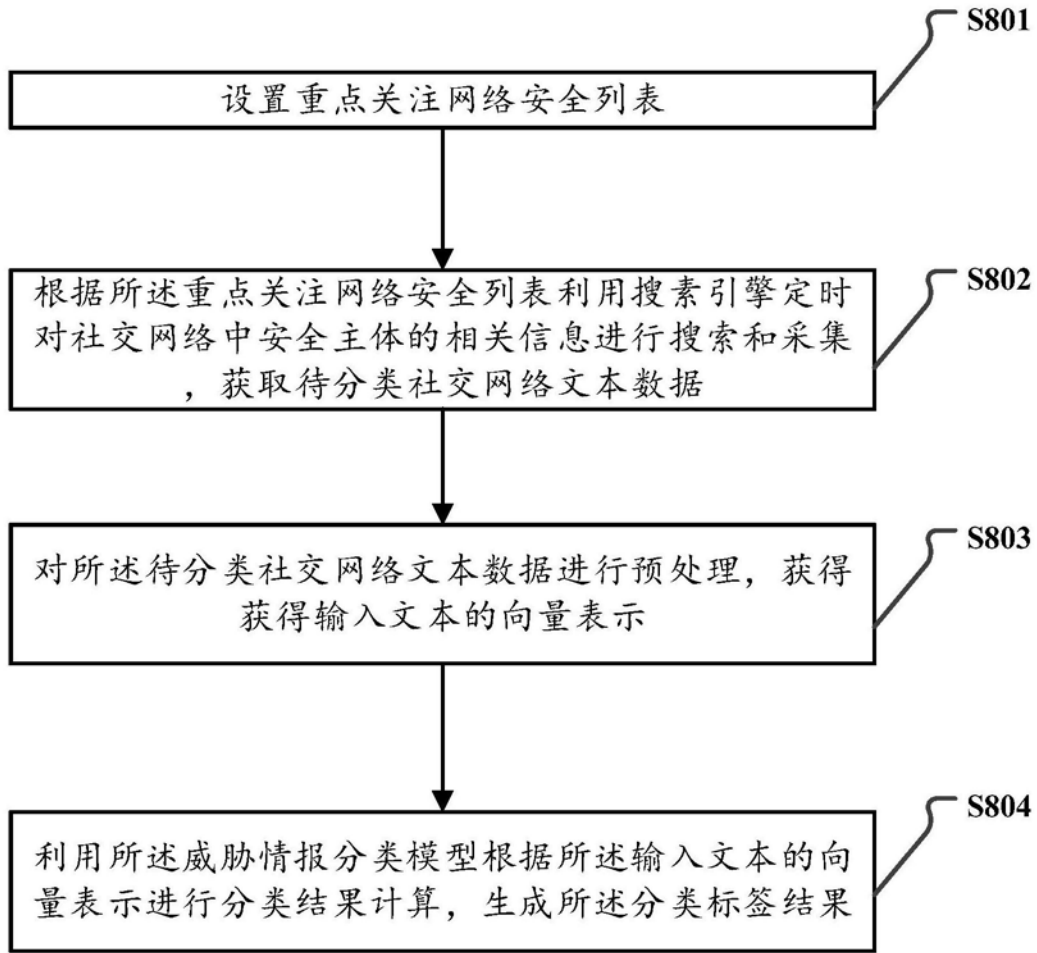 S801
设置重点关注网络安全列表
S802
根据所述重点关注网络安全列表利用搜素引擎定时
对社交网络中安全主体的相关信息进行搜索和采集
，获取待分类社交网络文本数据
S803
对所述待分类社交网络文本数据进行预处理，获得
获得输入文本的向量表示
S804
利用所述威胁情报分类模型根据所述输入文本的向
量表示进行分类结果计算，生成所述分类标签结果